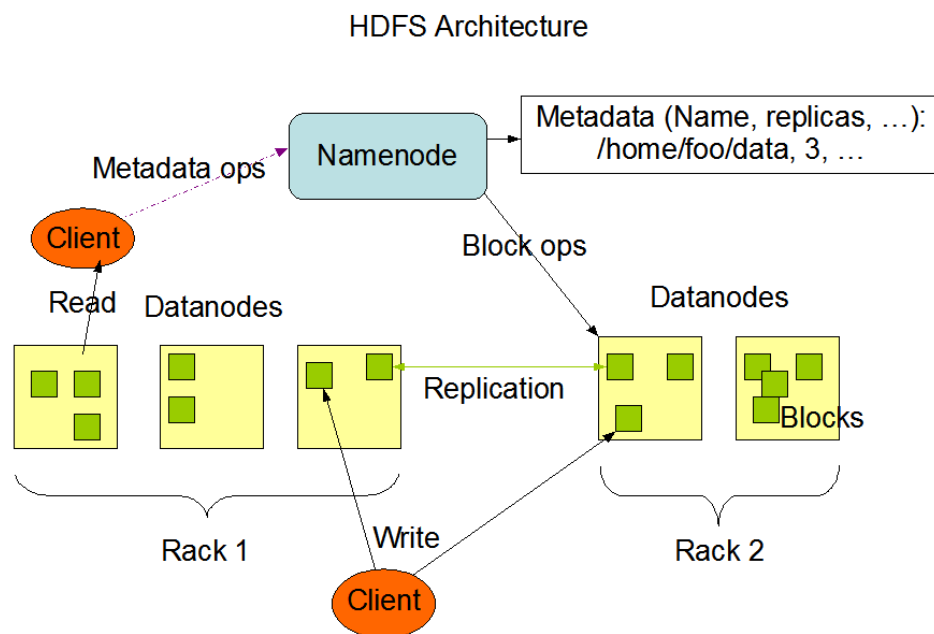 HDFS Architecture
Metadata (Name, replicas, …):
/home/foo/data, 3, …
Namenode
Metadata ops
Client
Block ops
Read
Datanodes
Datanodes
Replication
Blocks
Rack 1
Write
Rack 2
Client